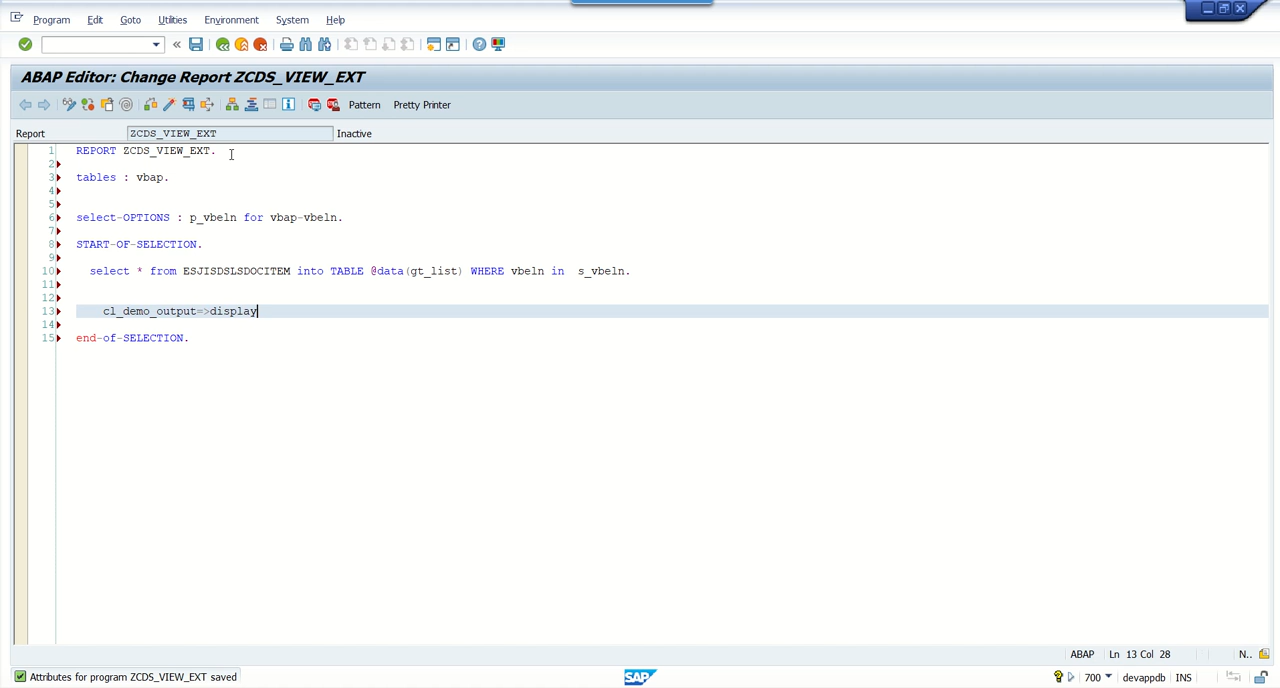 Program Edit Goto Utilities Environment System Help
ABAP Editor: Change Report ZCDS_VIEW_EXT
Pattern Pretty Printer
Report ZCDS_VIEW_EXT Inactive
1 REPORT ZCDS_VIEW_EXT.
2
3 tables : vbap.
4
5
6 select-OPTIONS : p_vbeln for vbap-vbeln.
7
8 START-OF-SELECTION.
9
10 select * from ESJISDSLSDOCITEM into TABLE @data(gt_list) WHERE vbeln in s_vbeln.
11
12
13 cl_demo_output=>display
14
15 end-of-SELECTION.
ABAP Ln 13 Col 28 N..
Attributes for program ZCDS_VIEW_EXT saved SAP 700 devappdb INS